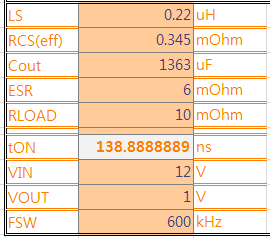 LS 0.22 uH
RCS(eff) 0.345 mOhm
Cout 1363 uF
ESR 6 mOhm
RLOAD 10 mOhm
tON 138.8888889 ns
VIN 12 V
VOUT 1 V
FSW 600 kHz